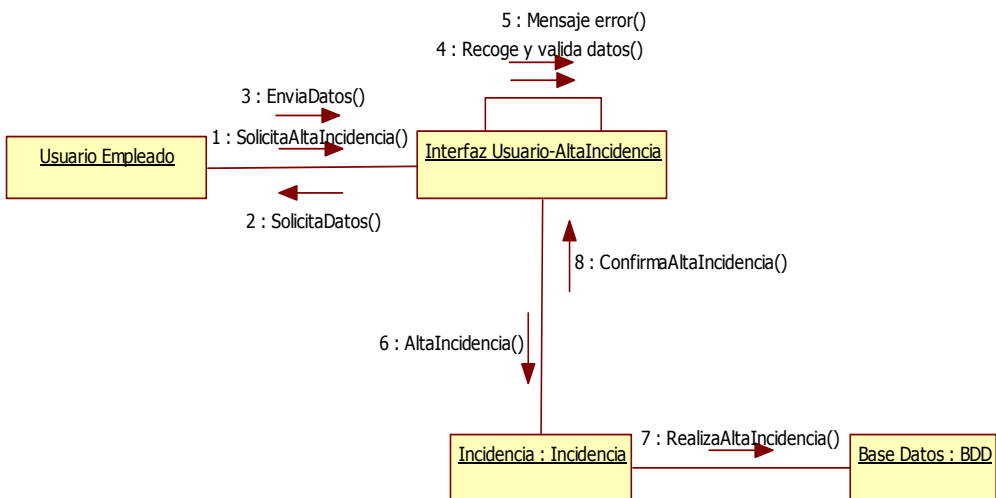 5 : Mensaje error()
4 : Recoge y valida datos()
3 : EnviaDatos()
1 : SolicitaAltaIncidencia()
Usuario Empleado
Interfaz Usuario-AltaIncidencia
2 : SolicitaDatos()
8 : ConfirmaAltaIncidencia()
6 : AltaIncidencia()
7 : RealizaAltaIncidencia()
Incidencia : Incidencia
Base Datos : BDD